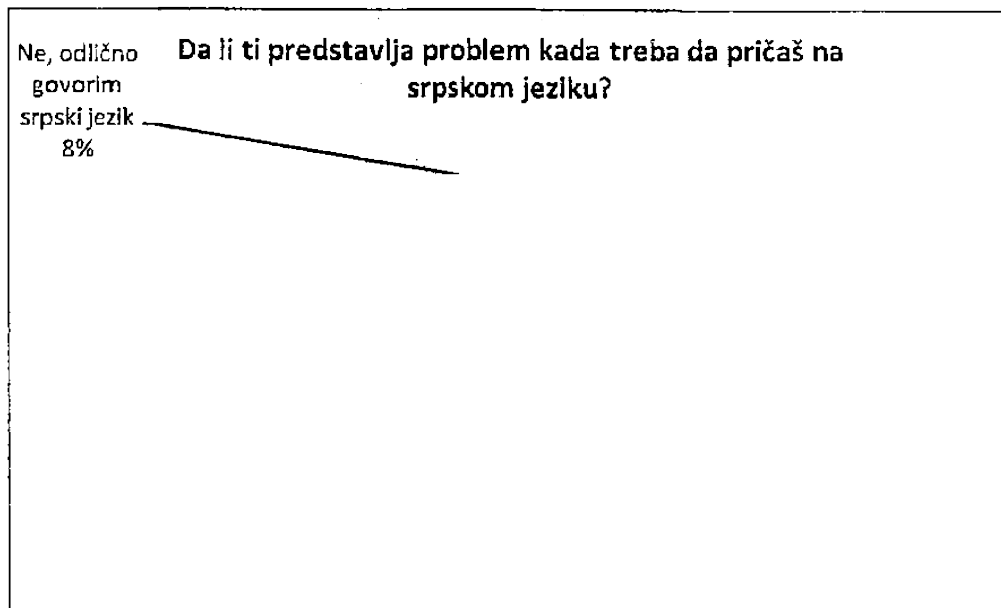 Da li ti predstavlja problem kada treba da pričaš na
srpskom jeziku?
Ne, odlično
govorim
srpski jezik
8%